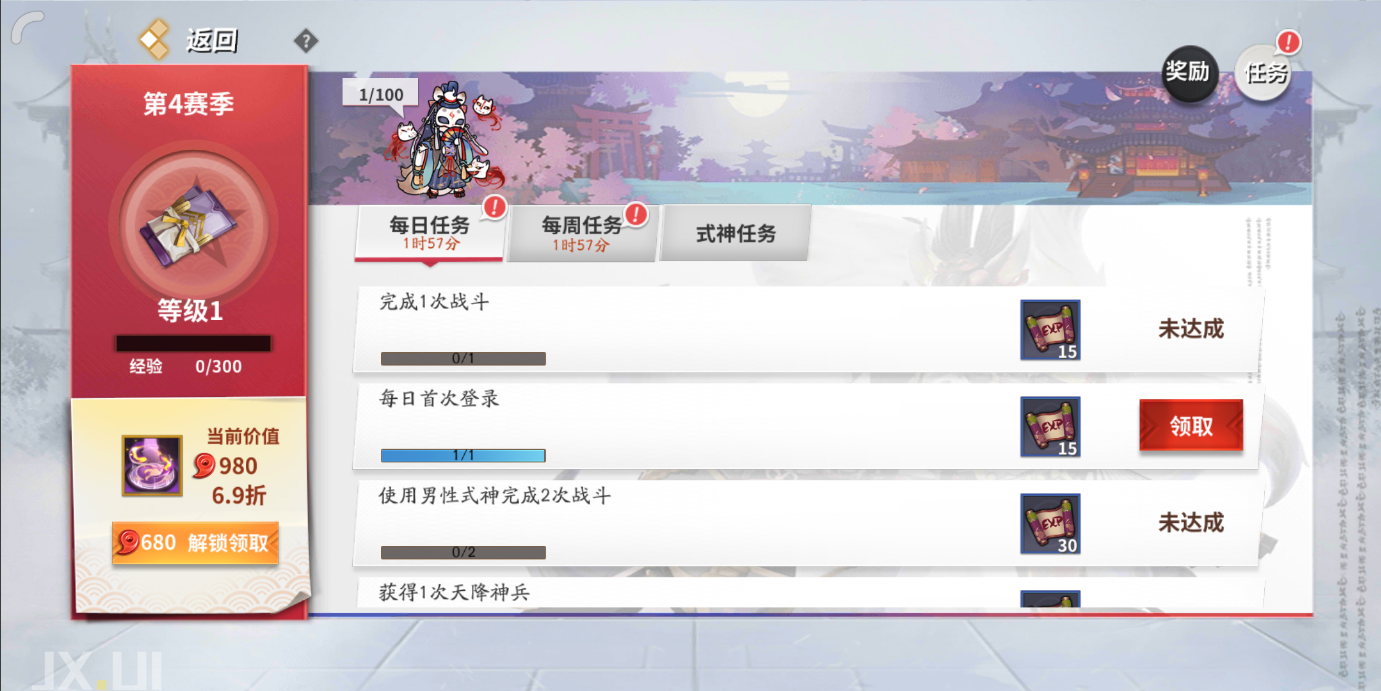 返回
?
奖励
任务
!
第4赛季
1/100
等级1
经验 0/300
当前价值
980
6.9折
680 解锁领取
每日任务
1时57分
!
每周任务
1时57分
!
式神任务
完成1次战斗
0/1
EXP
15
未达成
每日首次登录
1/1
EXP
15
领取
使用男性式神完成2次战斗
0/2
EXP
30
未达成
获得1次天降神兵
JX.UI